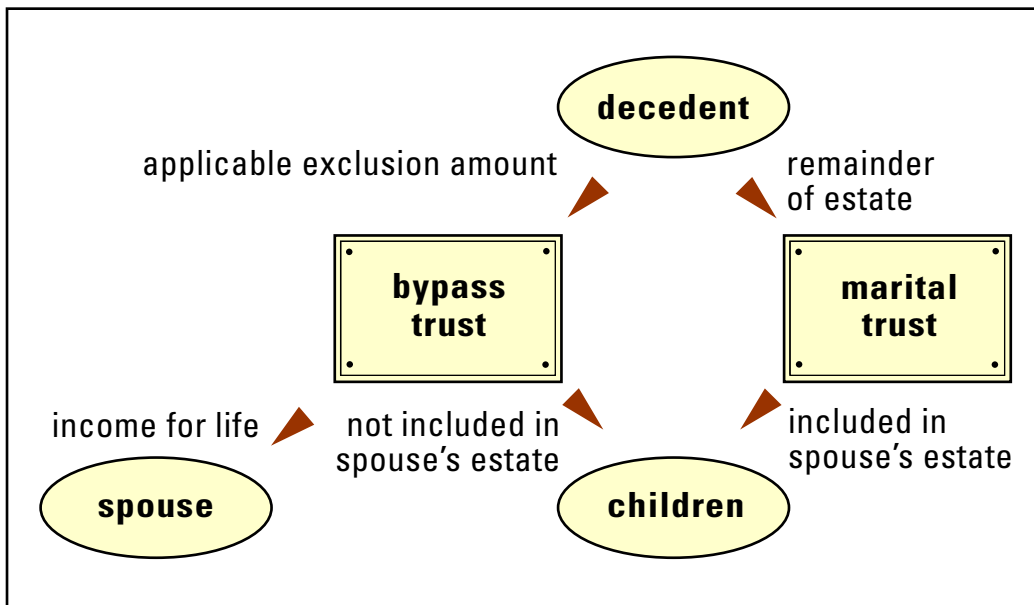 decedent
applicable exclusion amount
remainder
of estate
bypass
trust
marital
trust
income for life
not included in
spouse's estate
included in
spouse's estate
spouse
children